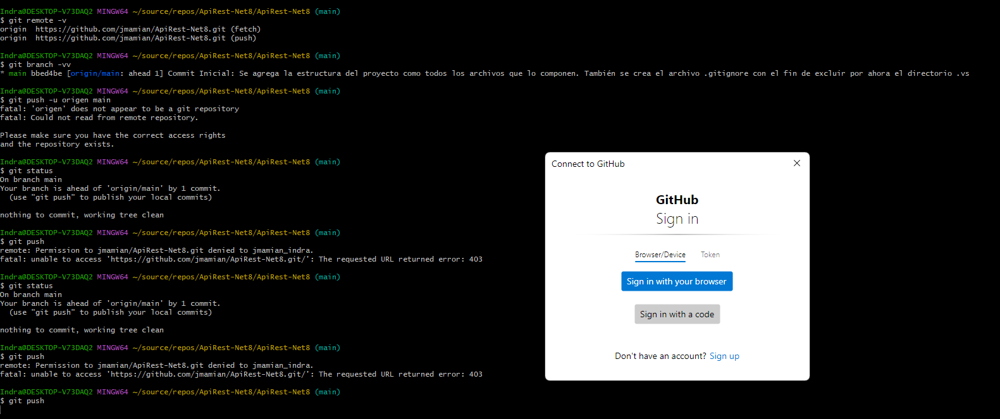 Indra@DESKTOP-V73DAQ2 MINGW64 ~/source/repos/ApiRest-Net8/ApiRest-Net8 (main)
$ git remote -v
origin  https://github.com/jmamian/ApiRest-Net8.git (fetch)
origin  https://github.com/jmamian/ApiRest-Net8.git (push)
Indra@DESKTOP-V73DAQ2 MINGW64 ~/source/repos/ApiRest-Net8/ApiRest-Net8 (main)
$ git branch -vv
* main bbed4be [origin/main: ahead 1] Commit Inicial: Se agrega la estructura del proyecto como todos los archivos que lo componen. También se crea el archivo .gitignore con el fin de excluir por ahora el directorio .vs
Indra@DESKTOP-V73DAQ2 MINGW64 ~/source/repos/ApiRest-Net8/ApiRest-Net8 (main)
$ git push -u origen main
fatal: 'origen' does not appear to be a git repository
fatal: Could not read from remote repository.
Please make sure you have the correct access rights
and the repository exists.
Indra@DESKTOP-V73DAQ2 MINGW64 ~/source/repos/ApiRest-Net8/ApiRest-Net8 (main)
$ git status
On branch main
Your branch is ahead of 'origin/main' by 1 commit.
  (use "git push" to publish your local commits)
nothing to commit, working tree clean
Indra@DESKTOP-V73DAQ2 MINGW64 ~/source/repos/ApiRest-Net8/ApiRest-Net8 (main)
$ git push
remote: Permission to jmamian/ApiRest-Net8.git denied to jmamian_indra.
fatal: unable to access 'https://github.com/jmamian/ApiRest-Net8.git/': The requested URL returned error: 403
Indra@DESKTOP-V73DAQ2 MINGW64 ~/source/repos/ApiRest-Net8/ApiRest-Net8 (main)
$ git status
On branch main
Your branch is ahead of 'origin/main' by 1 commit.
  (use "git push" to publish your local commits)
nothing to commit, working tree clean
Indra@DESKTOP-V73DAQ2 MINGW64 ~/source/repos/ApiRest-Net8/ApiRest-Net8 (main)
$ git push
remote: Permission to jmamian/ApiRest-Net8.git denied to jmamian_indra.
fatal: unable to access 'https://github.com/jmamian/ApiRest-Net8.git/': The requested URL returned error: 403
Indra@DESKTOP-V73DAQ2 MINGW64 ~/source/repos/ApiRest-Net8/ApiRest-Net8 (main)
$ git push
Connect to GitHub
GitHub
Sign in
Browser/Device Token
Sign in with your browser
Sign in with a code
Don't have an account? Sign up